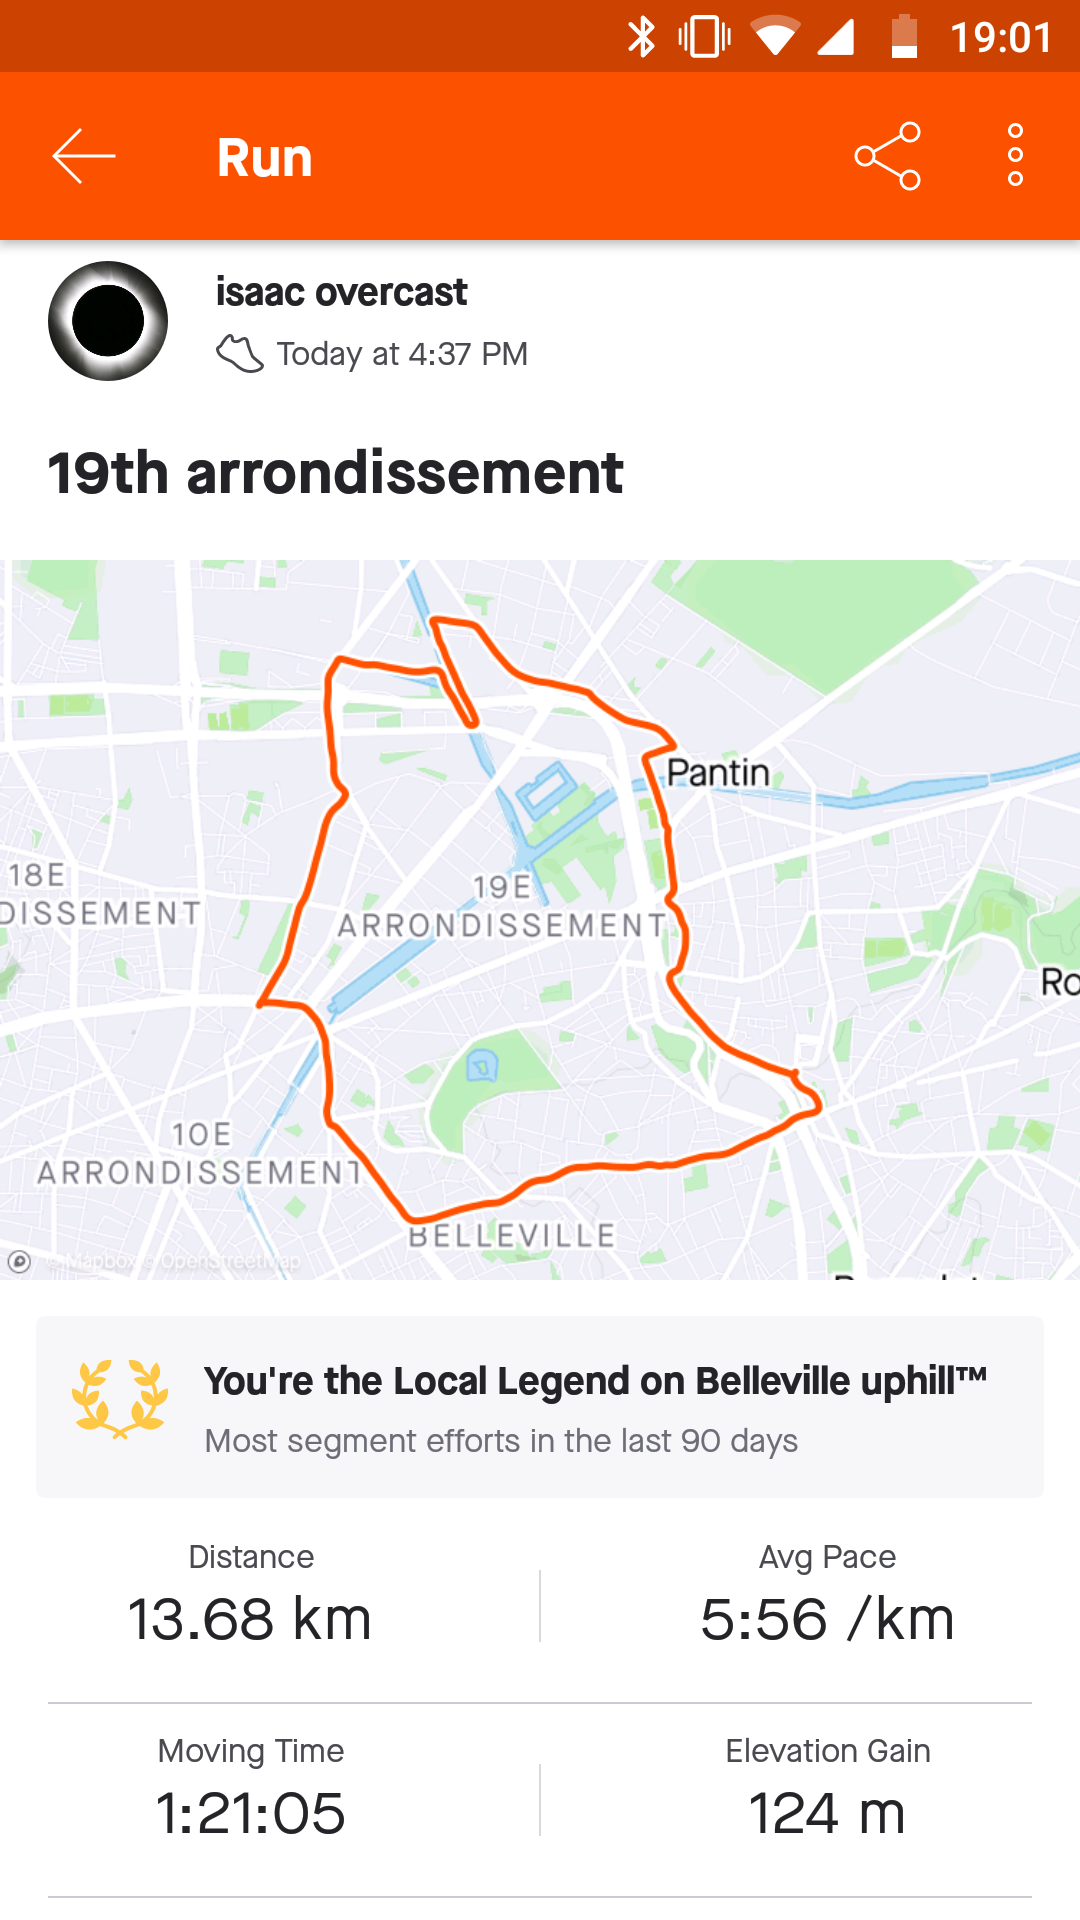 19:01
Run
isaac overcast
Today at 4:37 PM
19th arrondissement
Pantin
18E
DISSEMENT
19E
ARRONDISSEMENT
Ro
10E
ARRONDISSEMENT
BELLEVILLE
© Mapbox © OpenStreetMap
You're the Local Legend on Belleville uphill™
Most segment efforts in the last 90 days
Distance
Avg Pace
13.68 km
5:56 /km
Moving Time
Elevation Gain
1:21:05
124 m